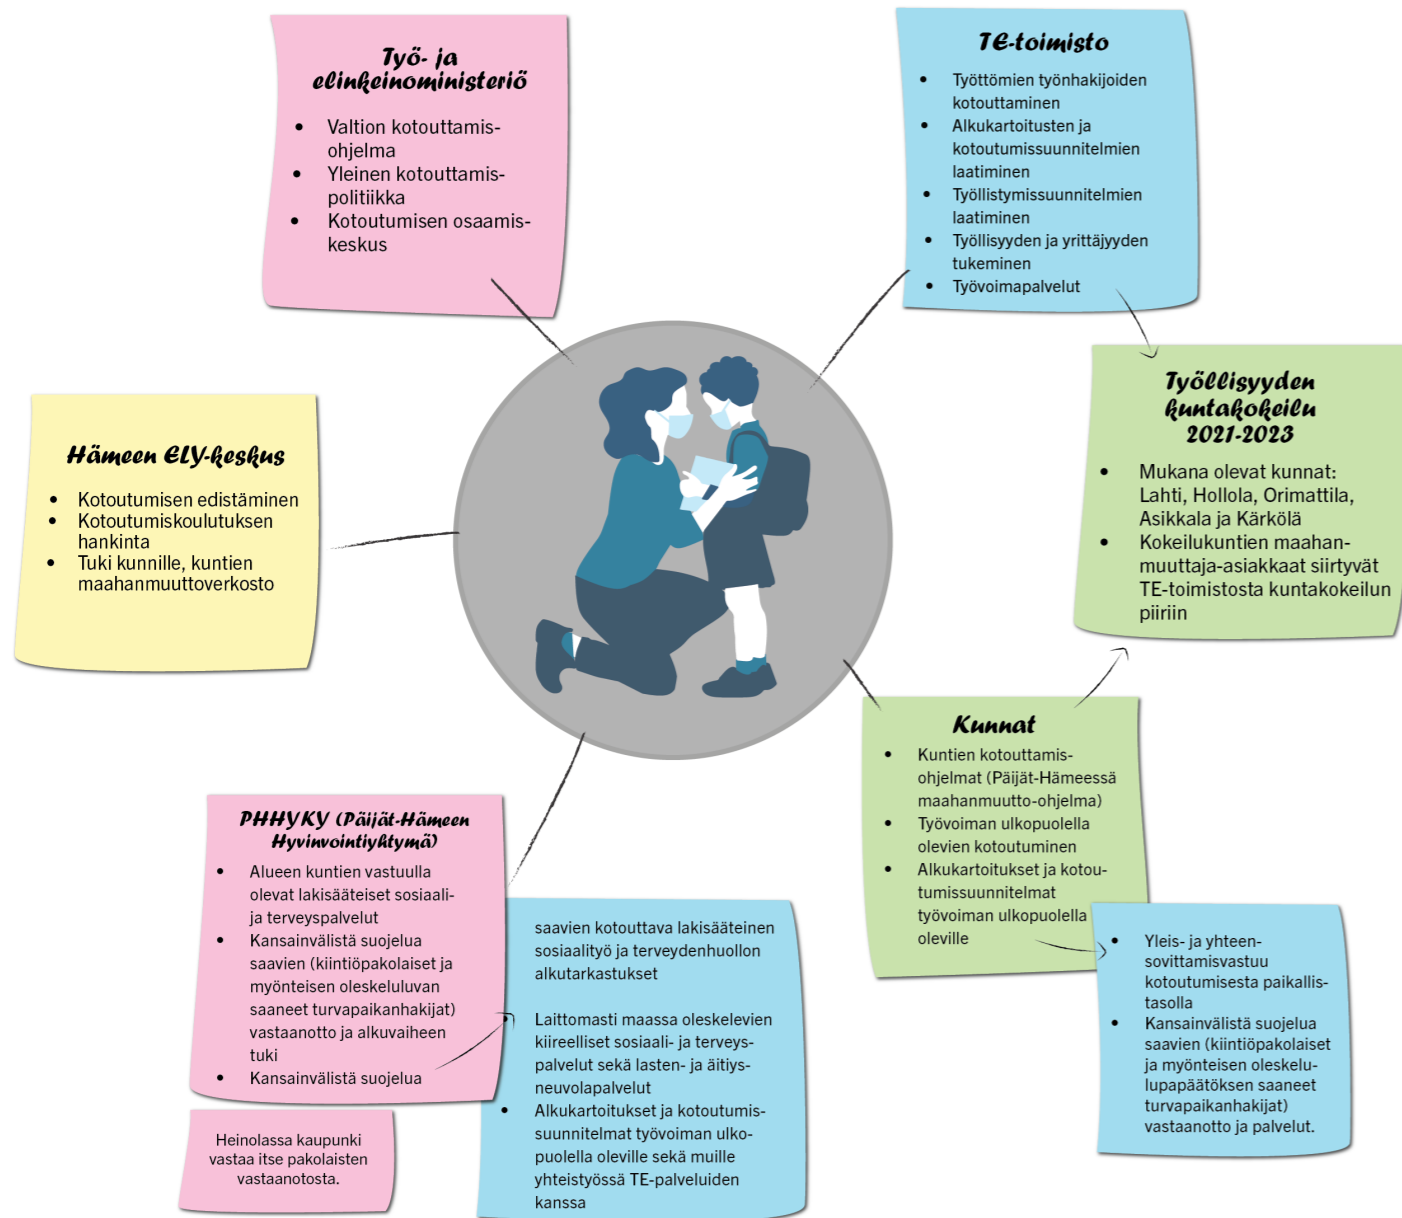 Työ- ja
elinkeinoministeriö
• Valtion kotouttamis-
ohjelma
• Yleinen kotouttamis-
politiikka
• Kotoutumisen osaamis-
keskus
TE-toimisto
• Työttömien työnhakijoiden
kotouttaminen
• Alkukartoitusten ja
kotoutumissuunnitelmien
laatiminen
• Työllistymissuunnitelmien
laatiminen
• Työllisyyden ja yrittäjyyden
tukeminen
• Työvoimapalvelut
Työllisyyden
kuntakokeilu
2021-2023
• Mukana olevat kunnat:
Lahti, Hollola, Orimattila,
Asikkala ja Kärkölä
• Kokeilukuntien maahan-
muuttaja-asiakkaat siirtyvät
TE-toimistosta kuntakokeilun
piiriin
Hämeen ELY-keskus
• Kotoutumisen edistäminen
• Kotoutumiskoulutuksen
hankinta
• Tuki kunnille, kuntien
maahanmuuttoverkosto
Kunnat
• Kuntien kotouttamis-
ohjelmat (Päijät-Hämeessä
maahanmuutto-ohjelma)
• Työvoiman ulkopuolella
olevien kotoutuminen
• Alkukartoitukset ja kotou-
tumissuunnitelmat
työvoiman ulkopuolella
oleville
• Yleis- ja yhteen-
sovittamisvastuu
kotoutumisesta paikallis-
tasolla
• Kansainvälistä suojelua
saavien (kiintiöpakolaiset
ja myönteisen oleskelu-
lupapäätöksen saaneet
turvapaikanhakijat)
vastaanotto ja palvelut.
PHHYKY (Päijät-Hämeen
Hyvinvointiyhtymä)
• Alueen kuntien vastuulla
olevat lakisääteiset sosiaali-
ja terveyspalvelut
• Kansainvälistä suojelua
saavien (kiintiöpakolaiset ja
myönteisen oleskeluluvan
saaneet turvapaikanhakijat)
vastaanotto ja alkuvaiheen
tuki
• Kansainvälistä suojelua
saavien kotouttava lakisääteinen
sosiaalityö ja terveydenhuollon
alkutarkastukset
• Laittomasti maassa oleskelevien
kiireelliset sosiaali- ja terveys-
palvelut sekä lasten- ja äitiys-
neuvolapalvelut
• Alkukartoitukset ja kotoutumis-
suunnitelmat työvoiman ulko-
puolella oleville sekä muille
yhteistyössä TE-palveluiden
kanssa
Heinolassa kaupunki
vastaa itse pakolaisten
vastaanotosta.